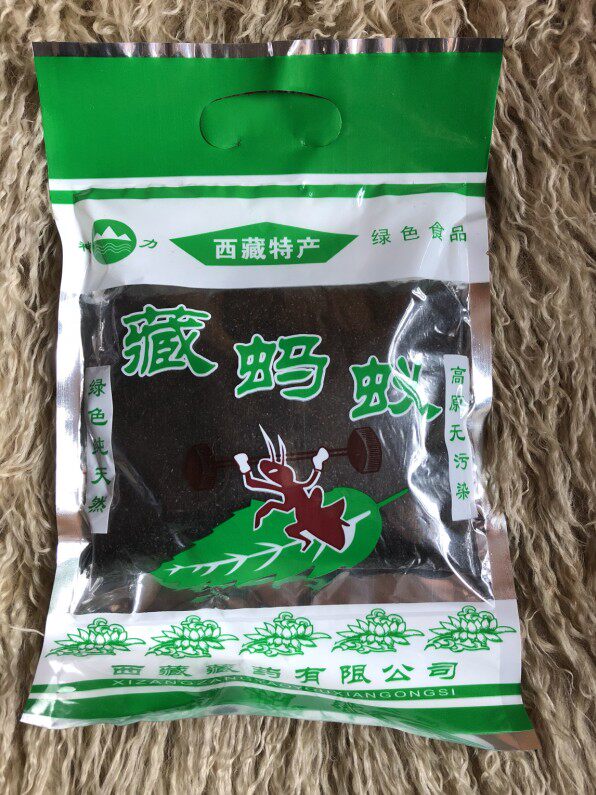 力
西藏特产
绿色食品
藏蚂蚁
绿色纯天然
高原无污染
西藏藏药有限公司